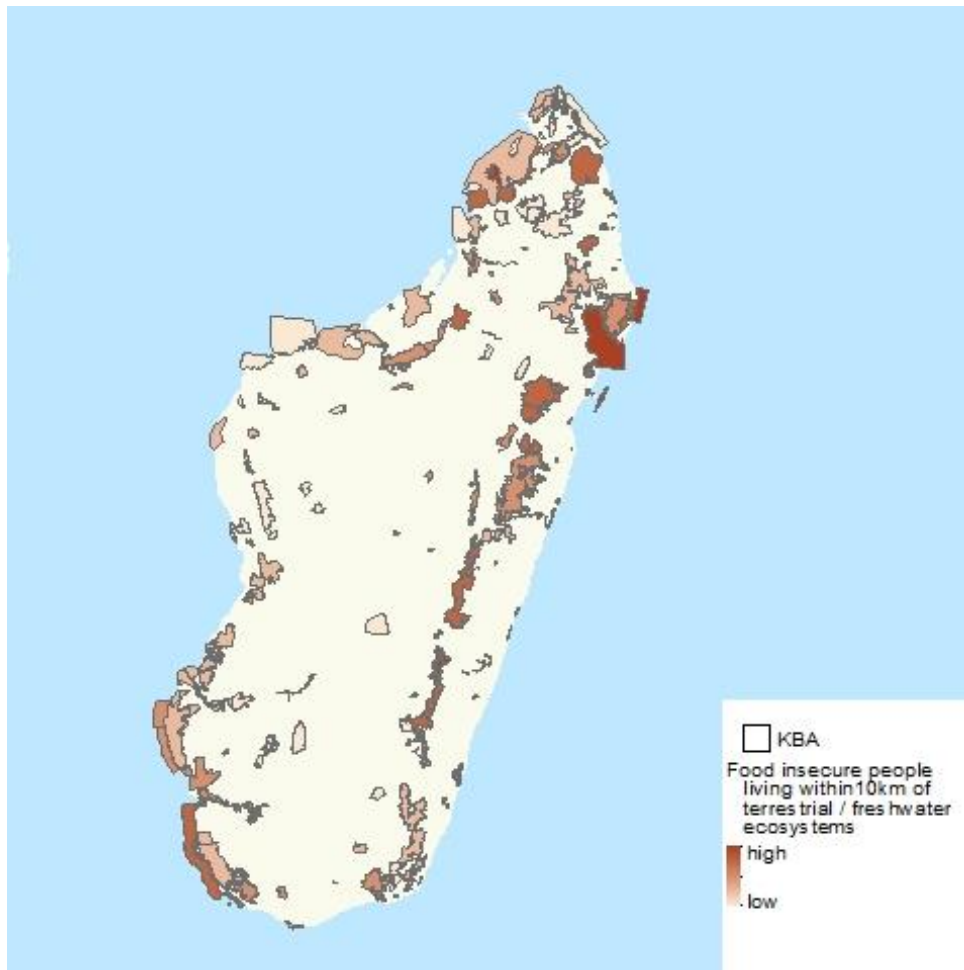 KBA
Food insecure people
living within10km of
terrestrial / freshwater
ecosystems
high
low